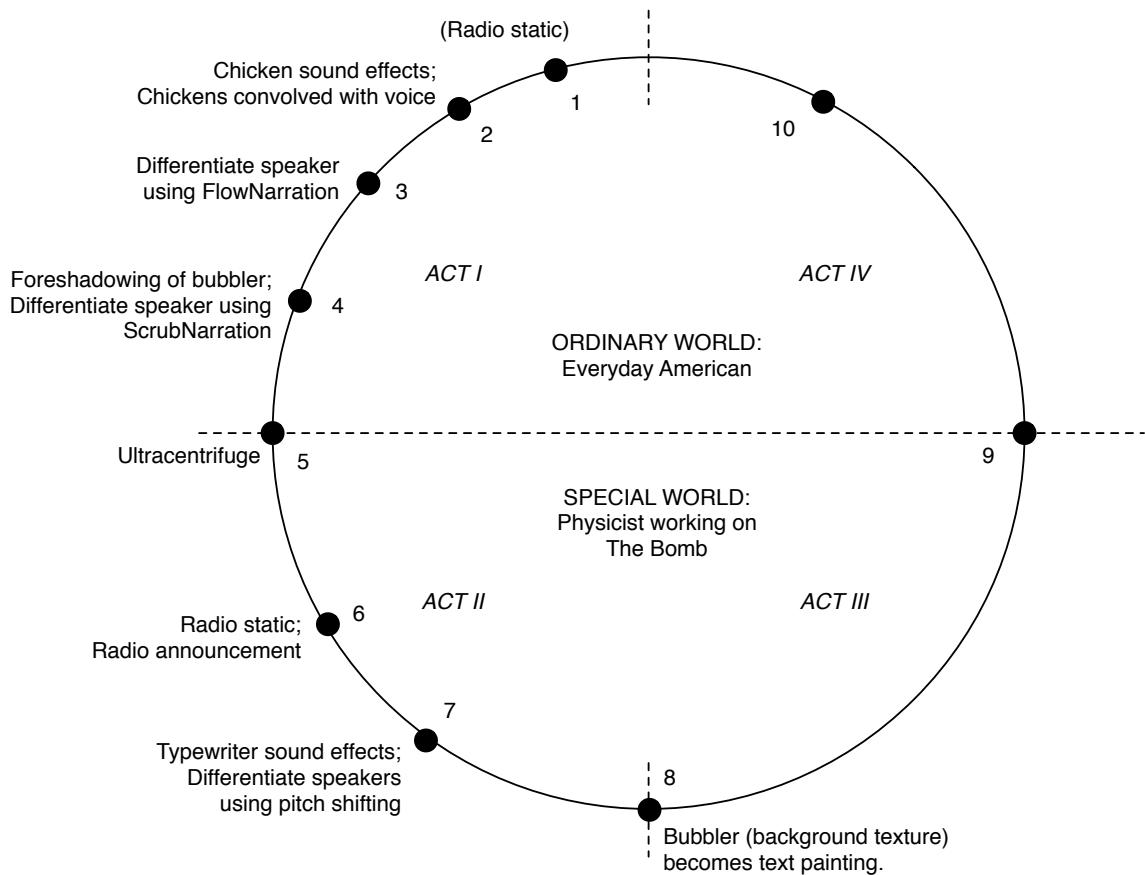 (Radio static)
Chicken sound effects;
Chickens convolved with voice
1
2
10
Differentiate speaker
using FlowNarration
3
Foreshadowing of bubbler;
Differentiate speaker using
ScrubNarration
4
ACT I
ACT IV
ORDINARY WORLD:
Everyday American
Ultracentrifuge
5
9
SPECIAL WORLD:
Physicist working on
The Bomb
ACT II
ACT III
Radio static;
Radio announcement
6
7
Typewriter sound effects;
Differentiate speakers
using pitch shifting
8
Bubbler (background texture)
becomes text painting.